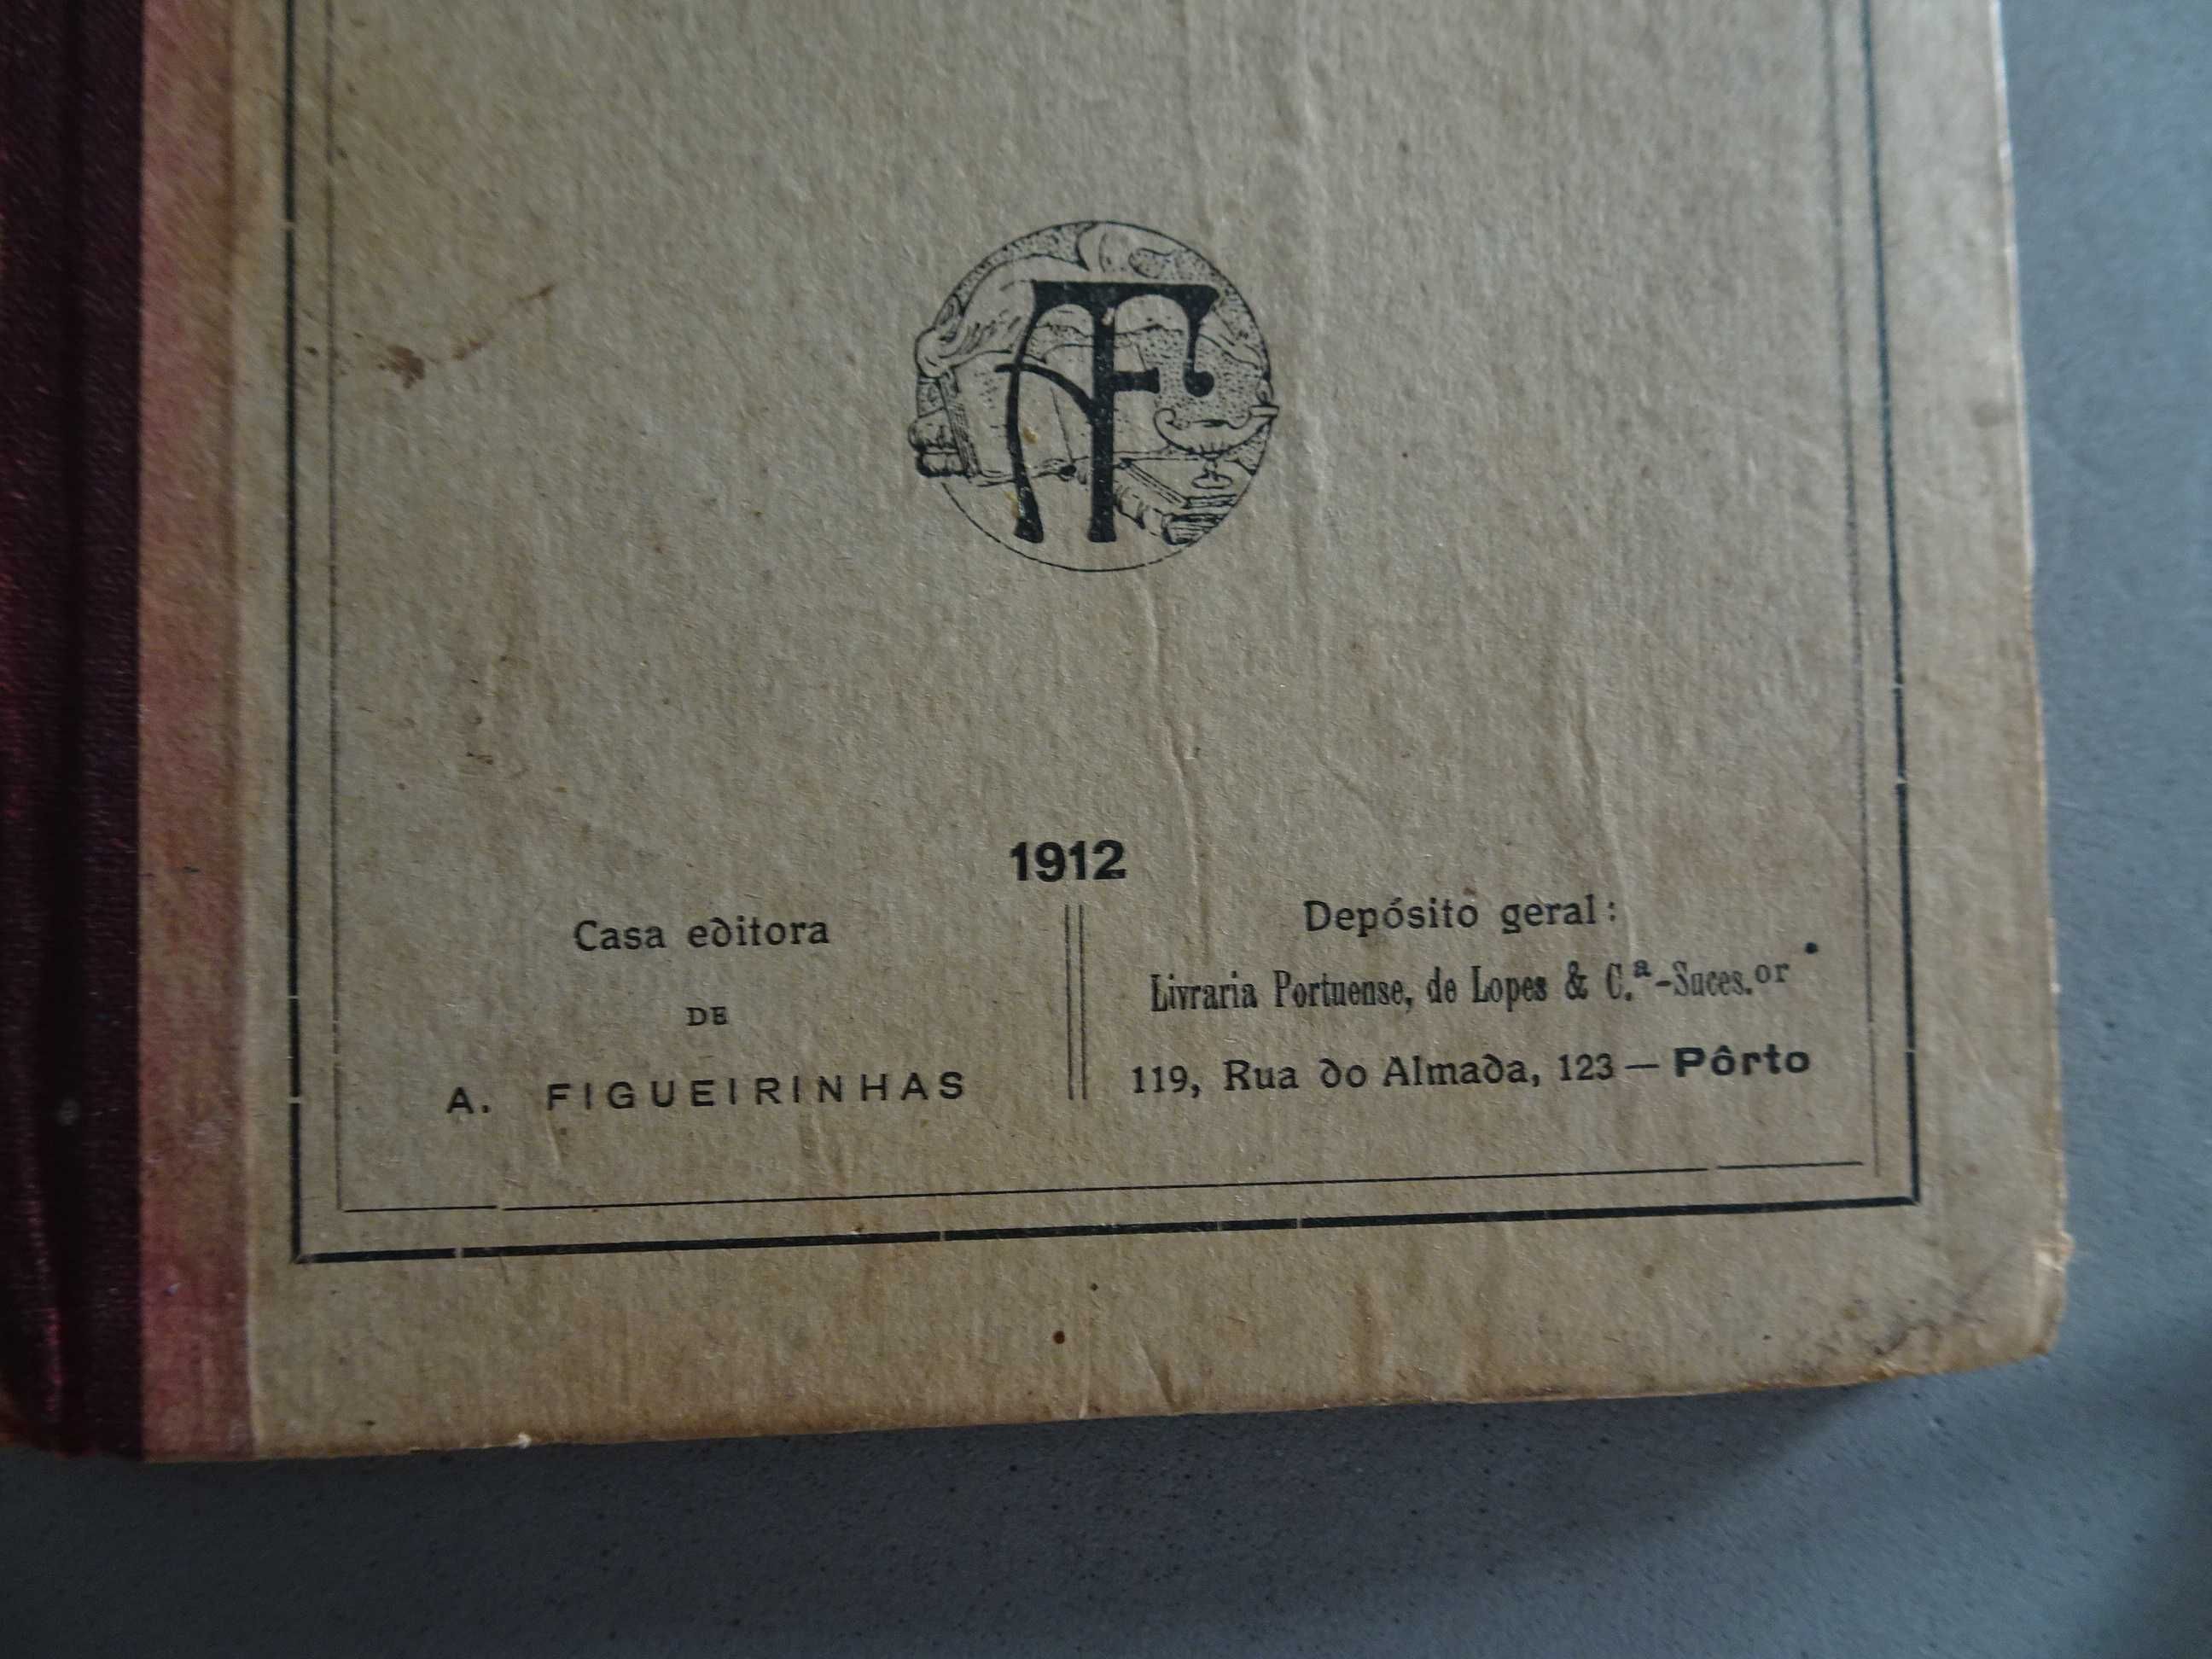 AF
1912
Casa editora
DE
A. FIGUEIRINHAS
Depósito geral:
Livraria Portuense, de Lopes & C.ª-Suces.or
119, Rua do Almada, 123 — Pôrto